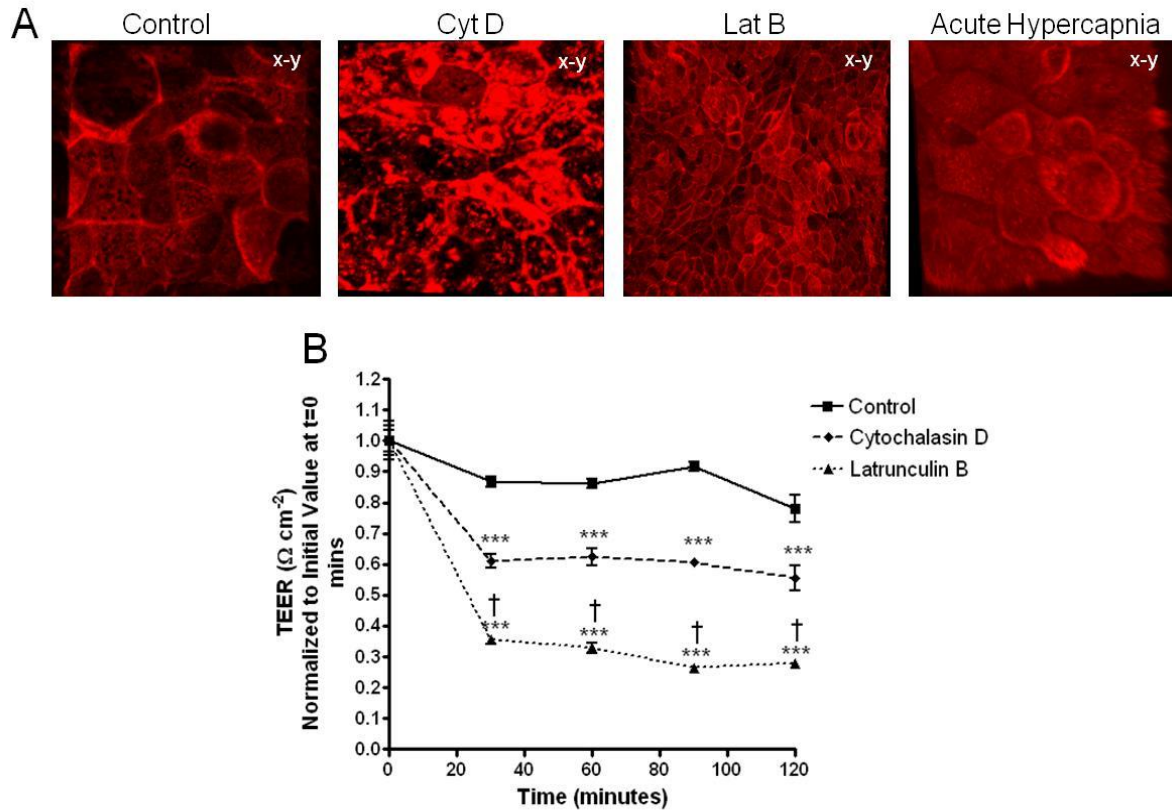 A
Control
Cyt D
Lat B
Acute Hypercapnia
x-y
x-y
x-y
x-y
B
TEER (Ω cm⁻²)
Normalized to Initial Value at t=0
mins
1.2
1.1
1.0
0.9
0.8
0.7
0.6
0.5
0.4
0.3
0.2
0.1
0.0
***
***
***
***
†
†
†
†
***
***
***
***
0
20
40
60
80
100
120
Time (minutes)
Control
Cytochalasin D
Latrunculin B